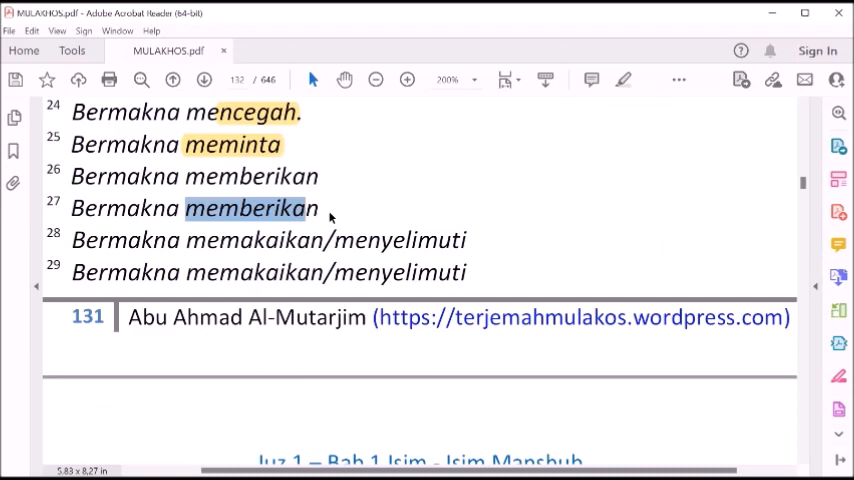 MULAKHOS.pdf - Adobe Acrobat Reader (64-bit)
File Edit View Sign Window Help
Home Tools MULAKHOS.pdf × Sign In
132 / 646 200%
24 Bermakna mencegah.
25 Bermakna meminta
26 Bermakna memberikan
27 Bermakna memberikan
28 Bermakna memakaikan/menyelimuti
29 Bermakna memakaikan/menyelimuti
131 Abu Ahmad Al-Mutarjim (https://terjemahmulakos.wordpress.com)
Juz 1 – Bab 1 Isim - Isim Manshub
5,83 x 8,27 in